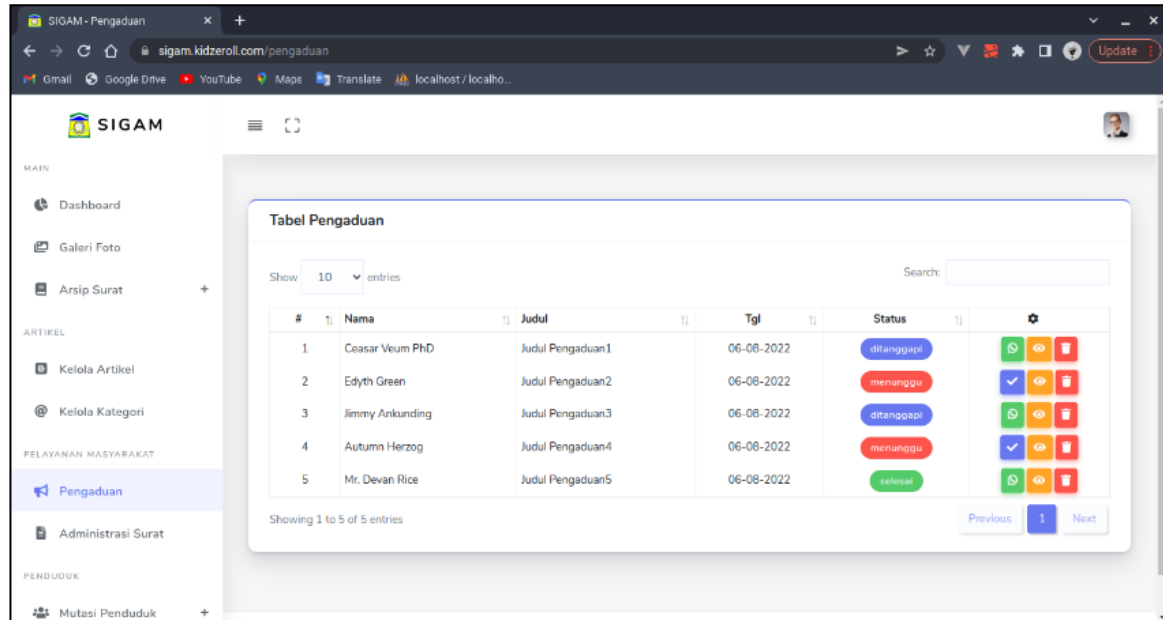 SIGAM - Pengaduan
sigam.kidzeroll.com/pengaduan
Update
Gmail Google Drive YouTube Maps Translate localhost / localho...
SIGAM
MAIN
Dashboard
Galeri Foto
Arsip Surat +
ARTIKEL
Kelola Artikel
Kelola Kategori
PELAYANAN MASYARAKAT
Pengaduan
Administrasi Surat
PENDUDUK
Mutasi Penduduk +
Tabel Pengaduan
Show 10 entries Search:
# Nama Judul Tgl Status
1 Ceasar Veum PhD Judul Pengaduan1 06-08-2022 ditanggapi
2 Edyth Green Judul Pengaduan2 06-08-2022 menunggu
3 Jimmy Ankunding Judul Pengaduan3 06-08-2022 ditanggapi
4 Autumn Herzog Judul Pengaduan4 06-08-2022 menunggu
5 Mr. Devan Rice Judul Pengaduan5 06-08-2022 selesai
Showing 1 to 5 of 5 entries Previous 1 Next